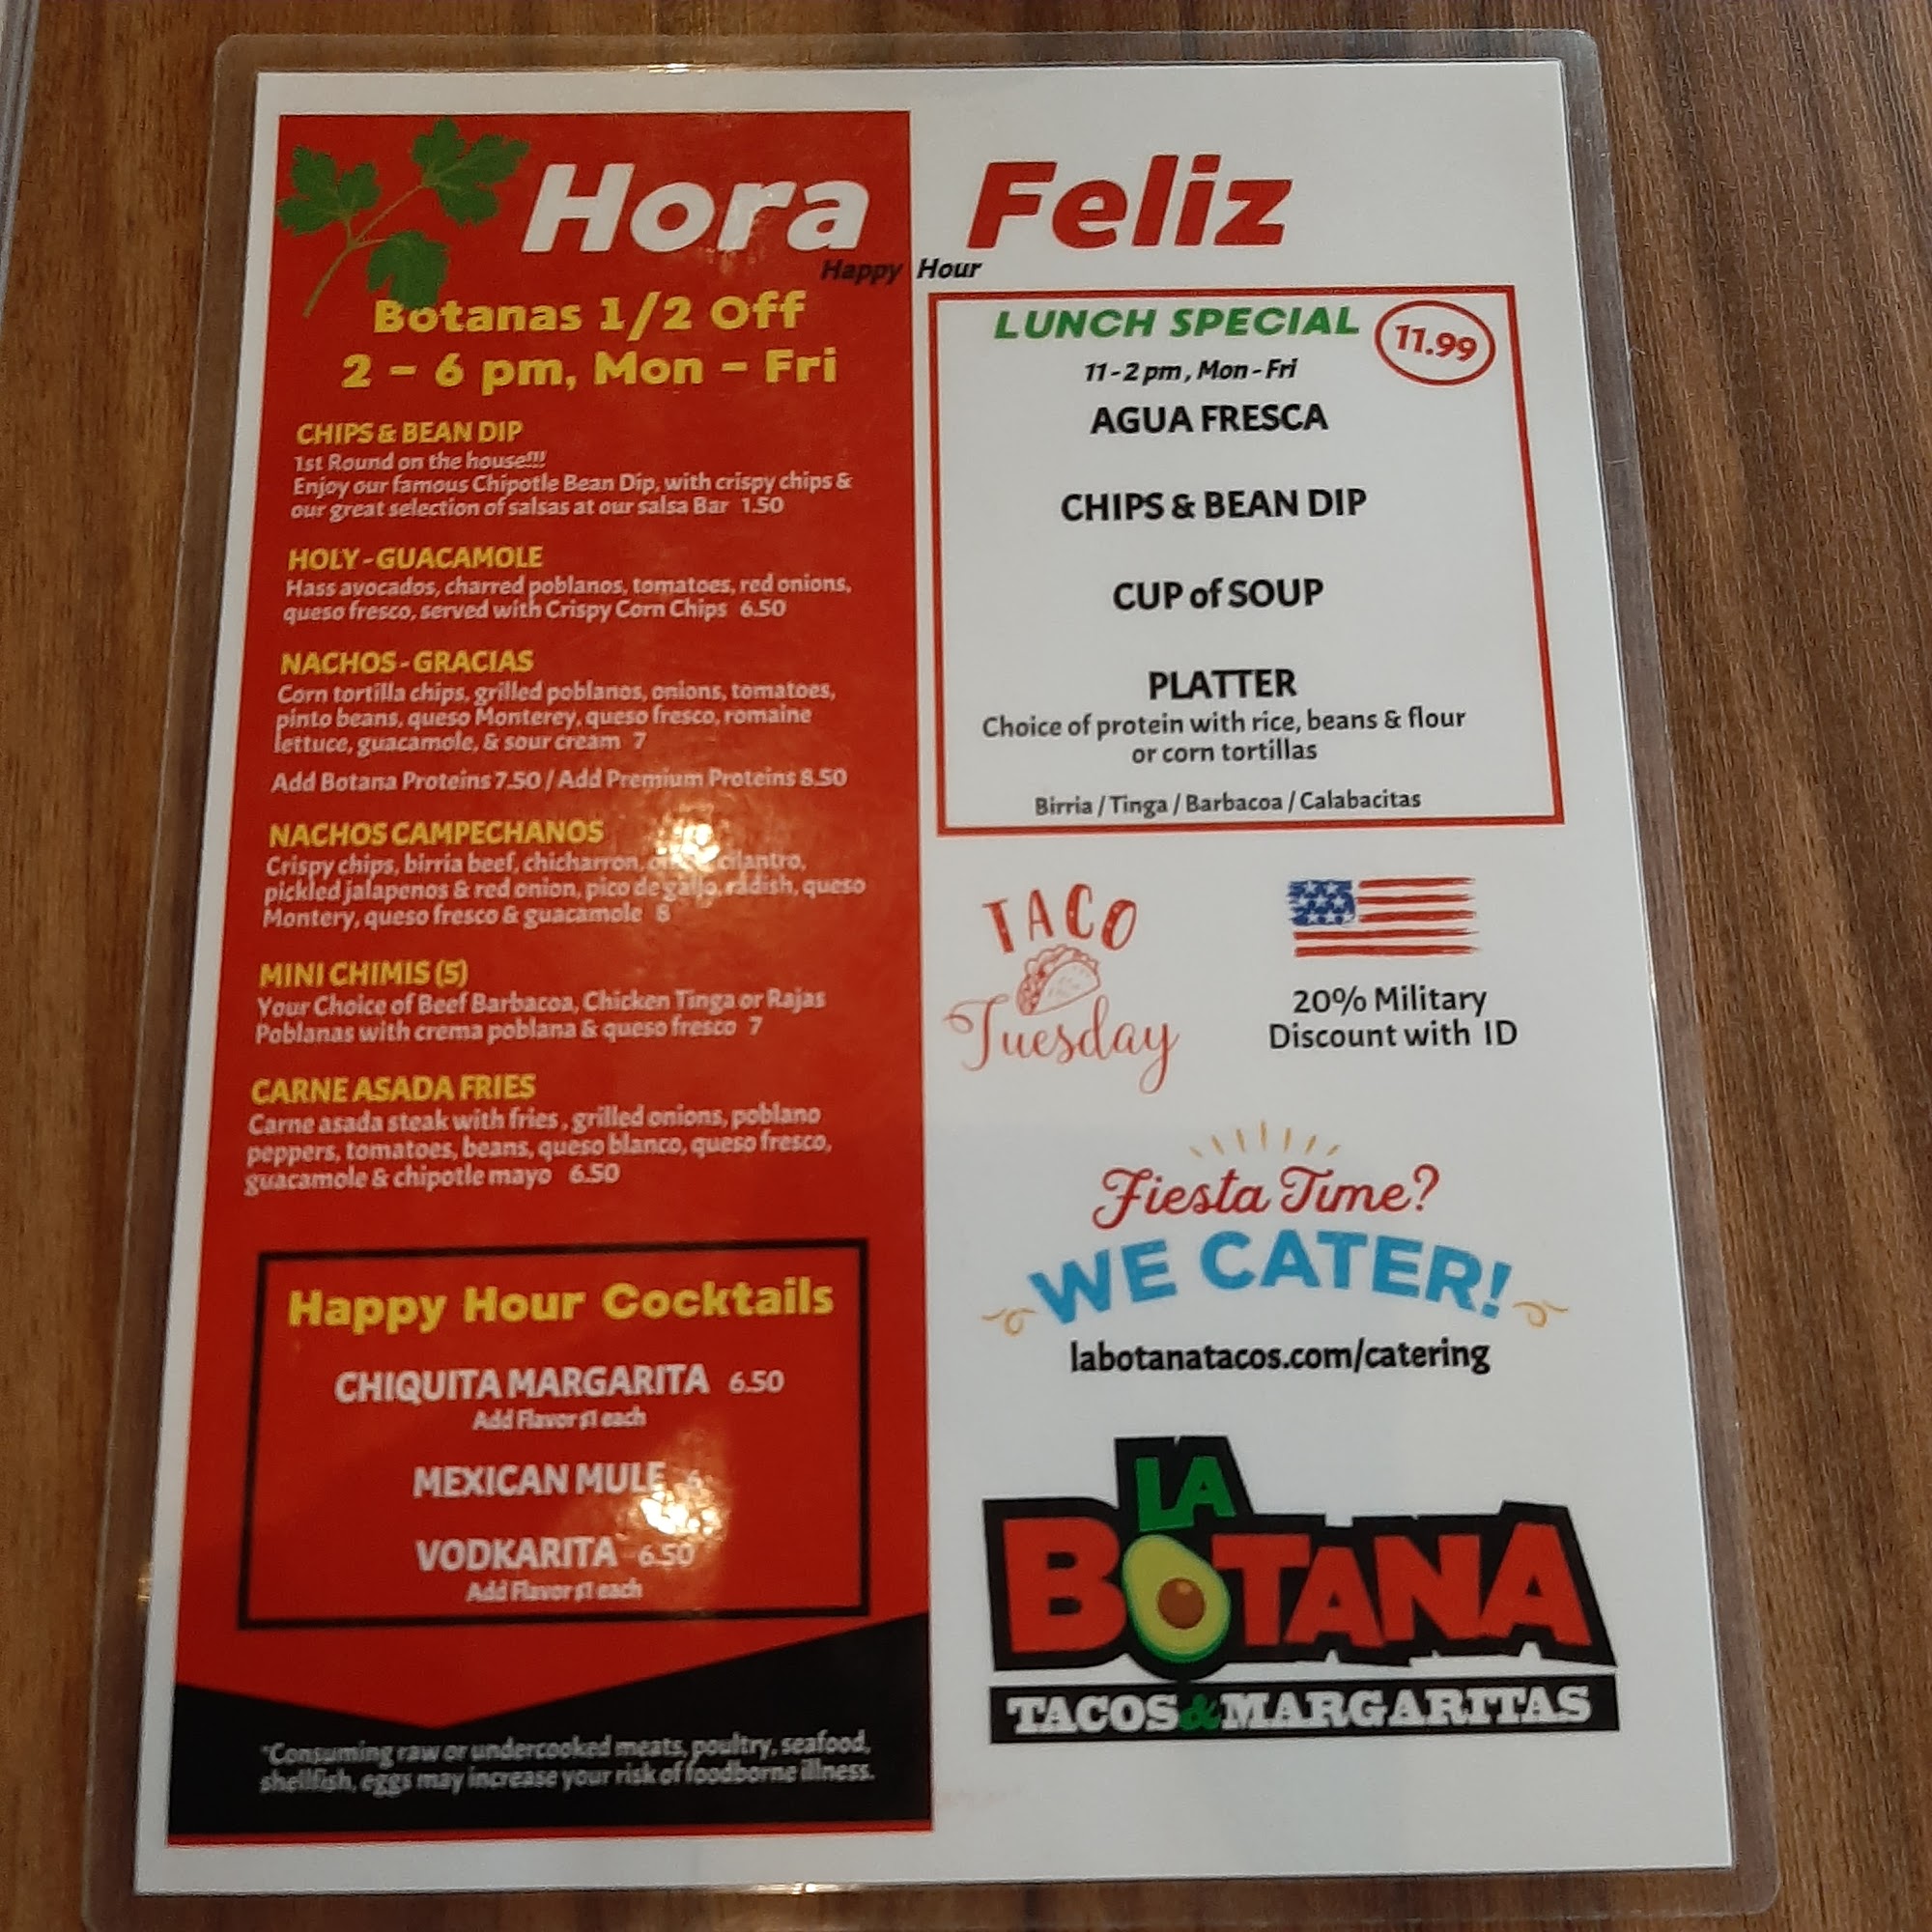 Hora Feliz
Happy Hour
Botanas 1/2 Off
2 - 6 pm, Mon - Fri
CHIPS & BEAN DIP
1st Round on the house!!!
Enjoy our famous Chipotle Bean Dip, with crispy chips &
our great selection of salsas at our salsa Bar 1.50
HOLY - GUACAMOLE
Hass avocados, charred poblanos, tomatoes, red onions,
queso fresco, served with Crispy Corn Chips 6.50
NACHOS - GRACIAS
Corn tortilla chips, grilled poblanos, onions, tomatoes,
pinto beans, queso Monterey, queso fresco, romaine
lettuce, guacamole, & sour cream 7
Add Botana Proteins 7.50 / Add Premium Proteins 8.50
NACHOS CAMPECHANOS
Crispy chips, birria beef, chicharron, cilantro,
pickled jalapenos & red onion, pico de gallo, radish, queso
Montery, queso fresco & guacamole 8
MINI CHIMIS (5)
Your Choice of Beef Barbacoa, Chicken Tinga or Rajas
Poblanas with crema poblana & queso fresco 7
CARNE ASADA FRIES
Carne asada steak with fries , grilled onions, poblano
peppers, tomatoes, beans, queso blanco, queso fresco,
guacamole & chipotle mayo 6.50
Happy Hour Cocktails
CHIQUITA MARGARITA 6.50
Add Flavor $1 each
MEXICAN MULE
VODKARITA 6.50
Add Flavor $1 each
*Consuming raw or undercooked meats, poultry, seafood,
shellfish, eggs may increase your risk of foodborne illness.
LUNCH SPECIAL 11.99
11 - 2 pm, Mon - Fri
AGUA FRESCA
CHIPS & BEAN DIP
CUP of SOUP
PLATTER
Choice of protein with rice, beans & flour
or corn tortillas
Birria / Tinga / Barbacoa / Calabacitas
TACO
Tuesday
20% Military
Discount with ID
Fiesta Time?
WE CATER!
labotanatacos.com/catering
LA
BOTANA
TACOS & MARGARITAS